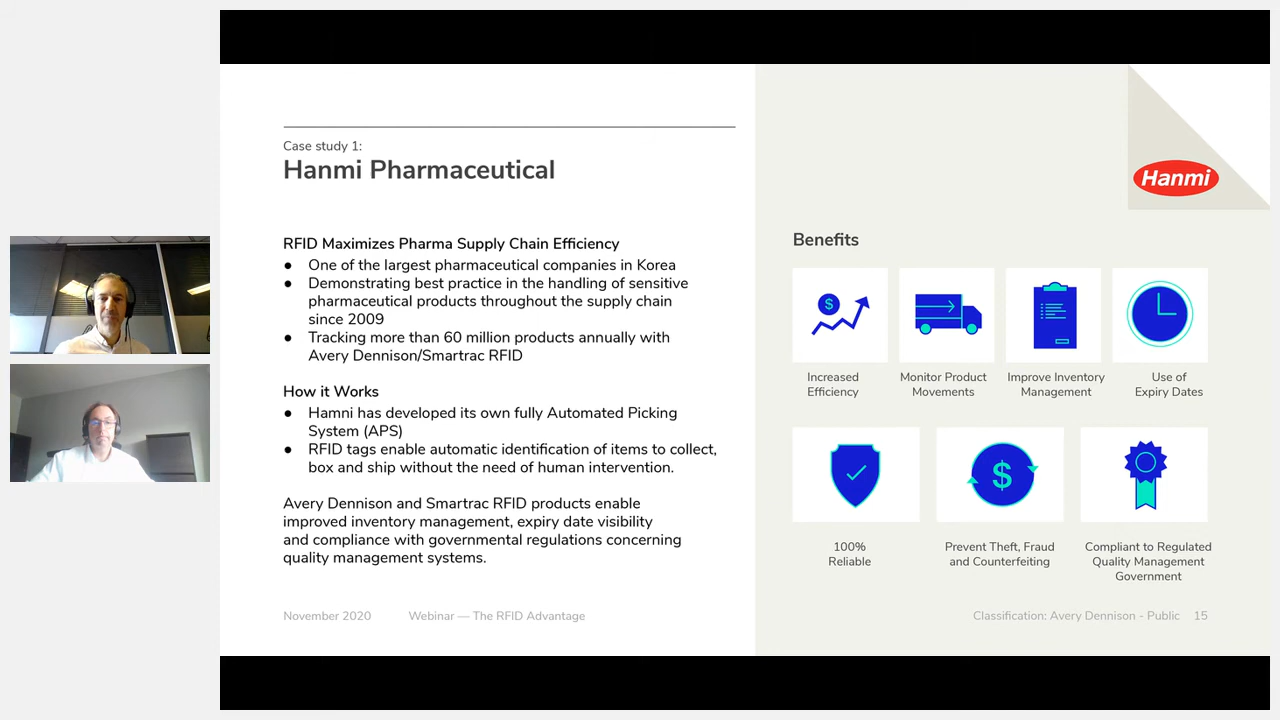 Case study 1:
Hanmi Pharmaceutical
RFID Maximizes Pharma Supply Chain Efficiency
● One of the largest pharmaceutical companies in Korea
● Demonstrating best practice in the handling of sensitive
pharmaceutical products throughout the supply chain
since 2009
● Tracking more than 60 million products annually with
Avery Dennison/Smartrac RFID
How it Works
● Hamni has developed its own fully Automated Picking
System (APS)
● RFID tags enable automatic identification of items to collect,
box and ship without the need of human intervention.
Avery Dennison and Smartrac RFID products enable
improved inventory management, expiry date visibility
and compliance with governmental regulations concerning
quality management systems.
November 2020 Webinar — The RFID Advantage
Hanmi
Benefits
$
Increased
Efficiency
Monitor Product
Movements
Improve Inventory
Management
Use of
Expiry Dates
$
100%
Reliable
Prevent Theft, Fraud
and Counterfeiting
Compliant to Regulated
Quality Management
Government
Classification: Avery Dennison - Public 15